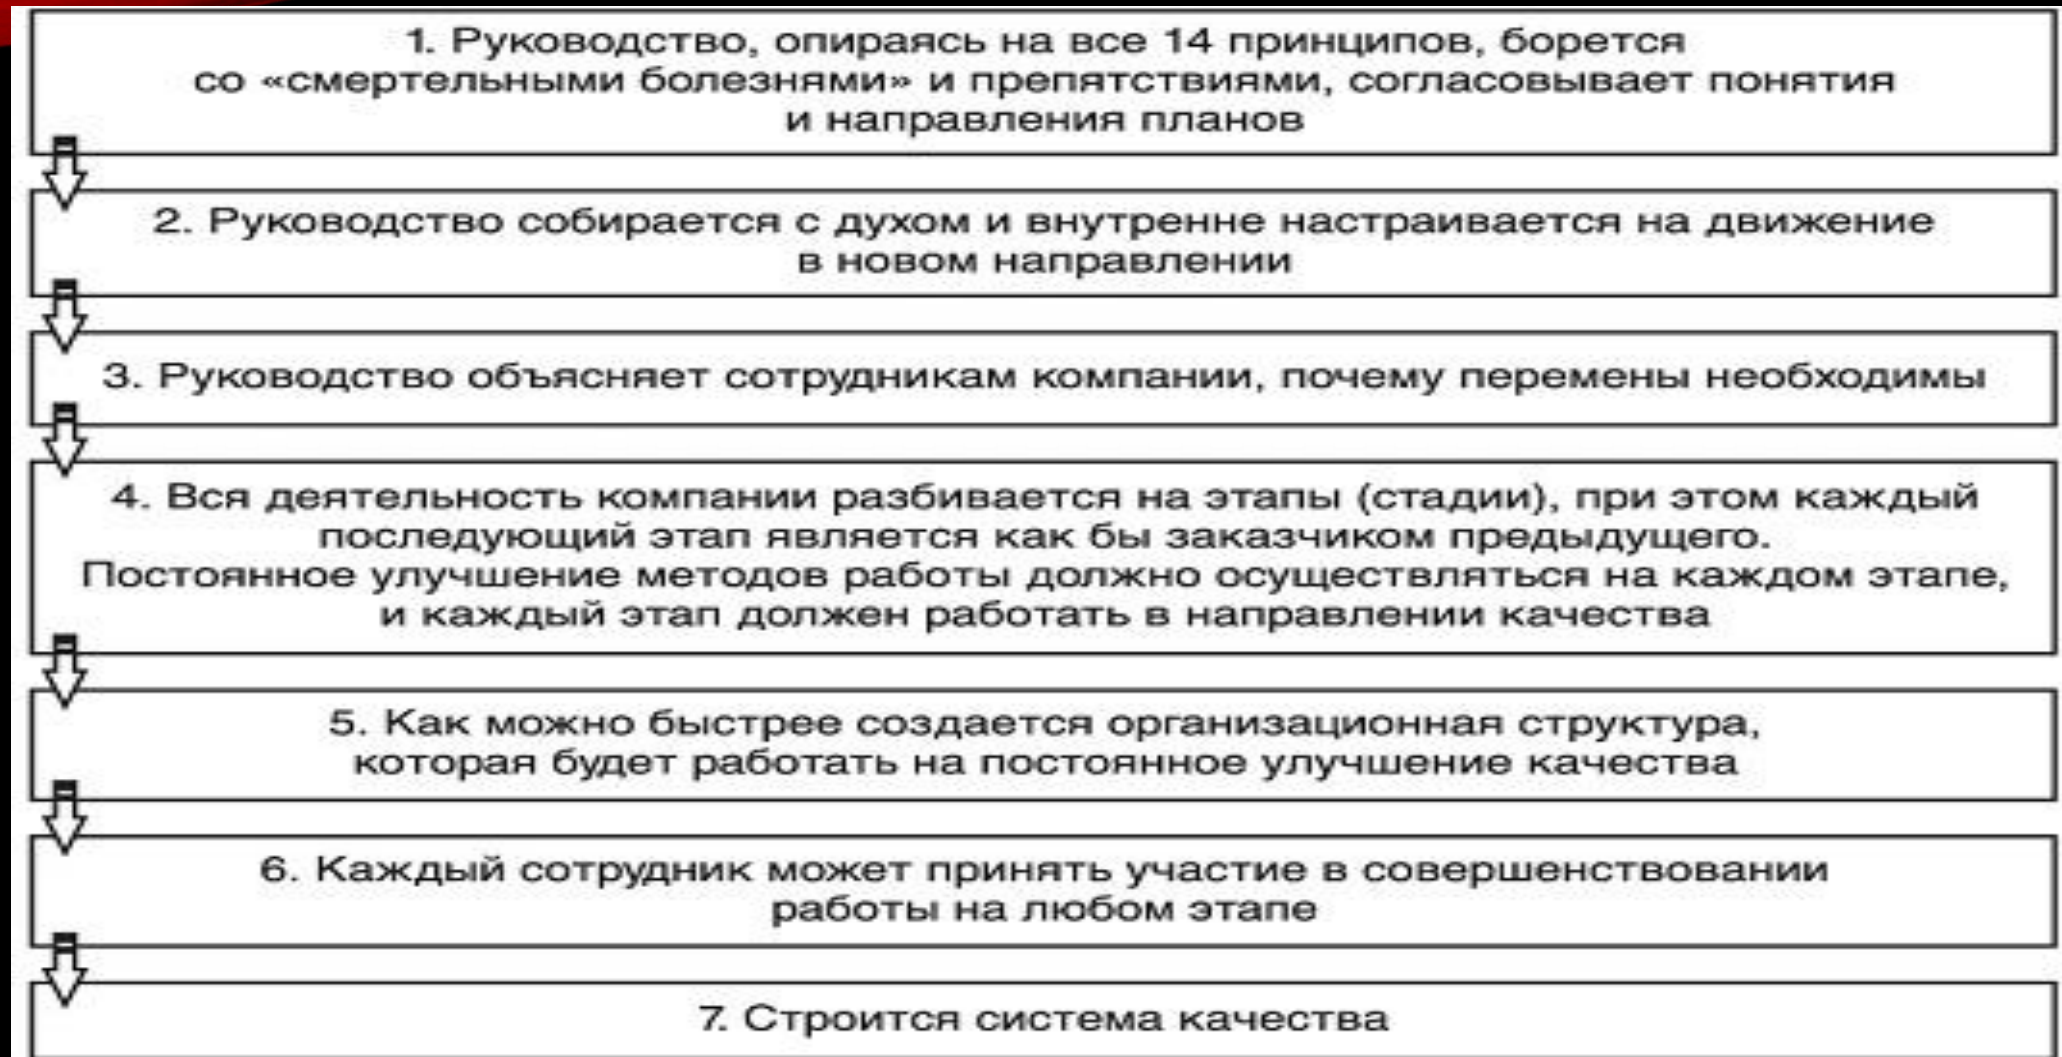 1. Руководство, опираясь на все 14 принципов, борется
со «смертельными болезнями» и препятствиями, согласовывает понятия
и направления планов
2. Руководство собирается с духом и внутренне настраивается на движение
в новом направлении
3. Руководство объясняет сотрудникам компании, почему перемены необходимы
4. Вся деятельность компании разбивается на этапы (стадии), при этом каждый
последующий этап является как бы заказчиком предыдущего.
Постоянное улучшение методов работы должно осуществляться на каждом этапе,
и каждый этап должен работать в направлении качества
5. Как можно быстрее создается организационная структура,
которая будет работать на постоянное улучшение качества
6. Каждый сотрудник может принять участие в совершенствовании
работы на любом этапе
7. Строится система качества